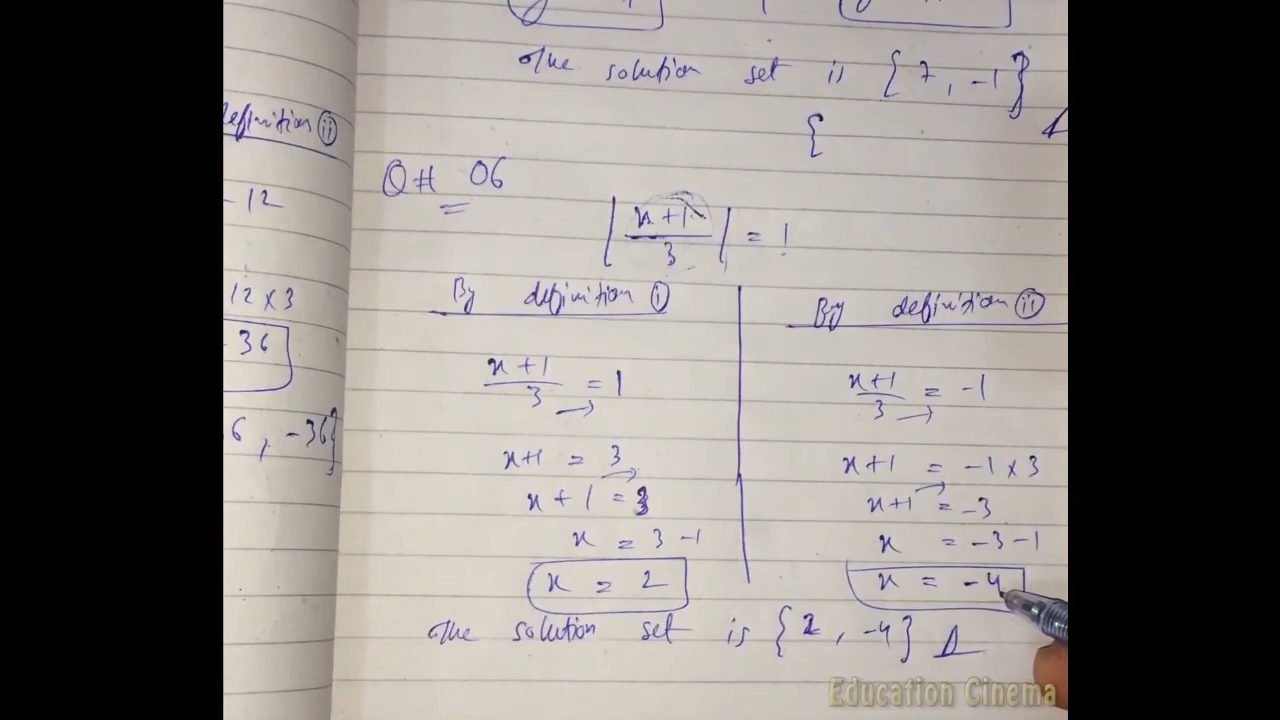 The solution set is {7, -1}
{
Definition ii
Q# 06
- 12
|x+1/3| = 1
12 x 3
By definition i
By definition ii
36
x+1/3 = 1
x+1/3 = -1
6, -36}
x+1 = 3
x+1 = -1 x 3
x + 1 = 3
x+1 = -3
x = 3 -1
x = -3 -1
x = 2
x = -4
The solution set is {2, -4}
Education Cinema